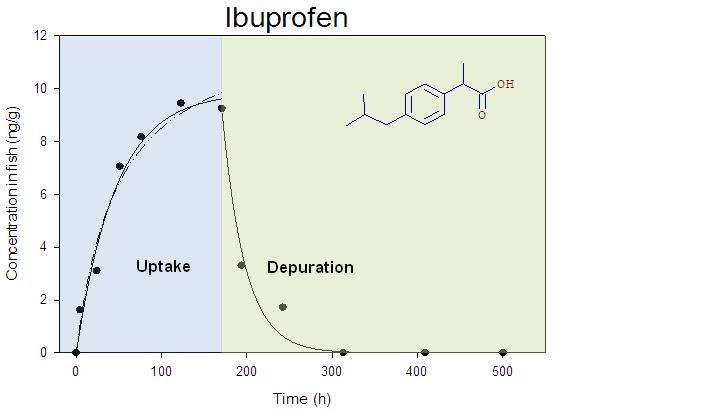 Ibuprofen
12
10
8
6
4
2
0
Concentration in fish (ng/g)
Uptake
Depuration
OH
O
0 100 200 300 400 500
Time (h)